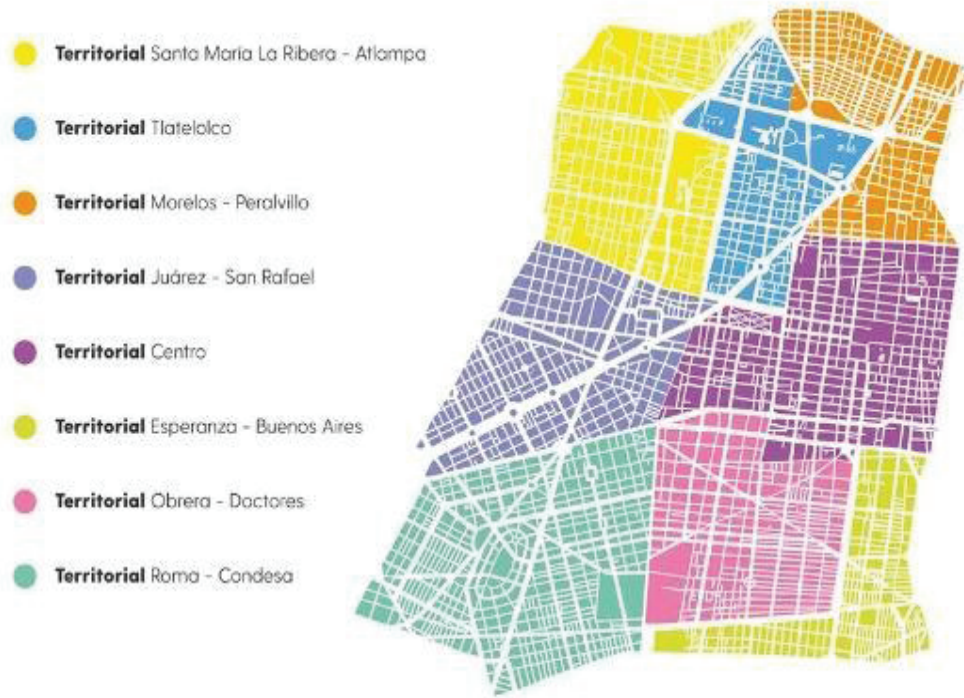 Territorial Santa Maria La Ribera - Atlampa
Territorial Tlatelolco
Territorial Morelos - Peralvillo
Territorial Juárez - San Rafael
Territorial Centro
Territorial Esperanza - Buenos Aires
Territorial Obrera - Doctores
Territorial Roma - Condesa